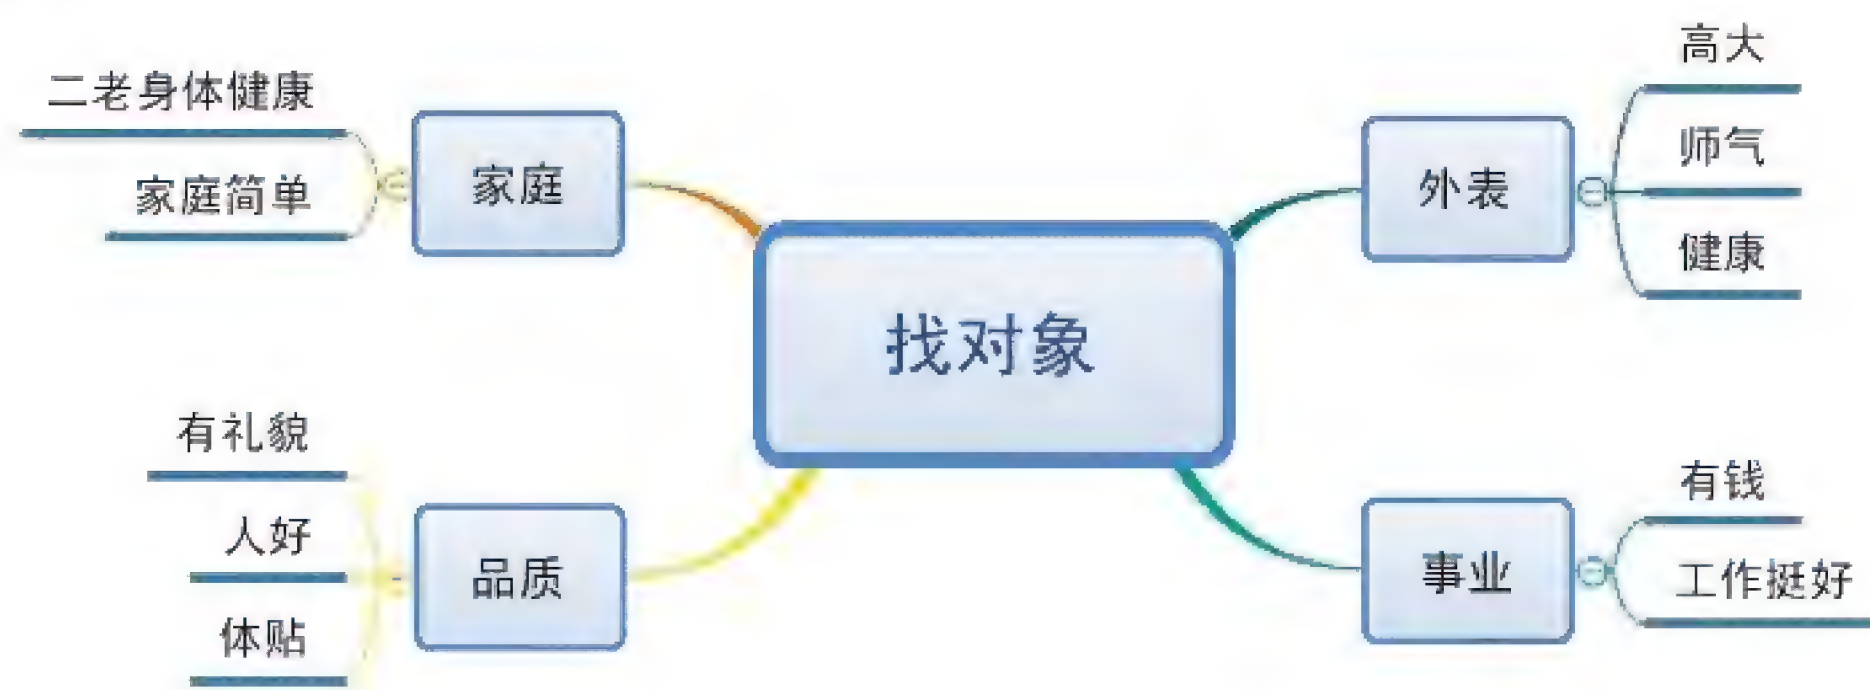 找对象
家庭
二老身体健康
家庭简单
品质
有礼貌
人好
体贴
外表
高大
师气
健康
事业
有钱
工作挺好